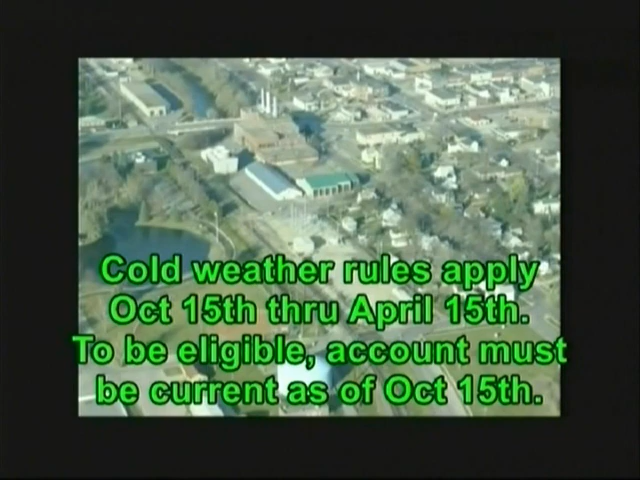 Cold weather rules apply
Oct 15th thru April 15th.
To be eligible, account must
be current as of Oct 15th.